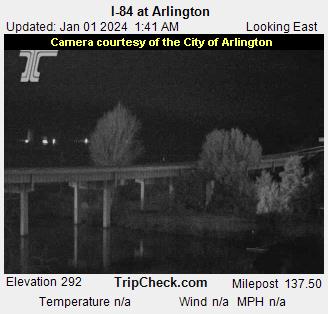 I-84 at Arlington
Updated: Jan 01 2024 1:41 AM Looking East
Camera courtesy of the City of Arlington
Elevation 292 TripCheck.com Milepost 137.50
Temperature n/a Wind n/a MPH n/a